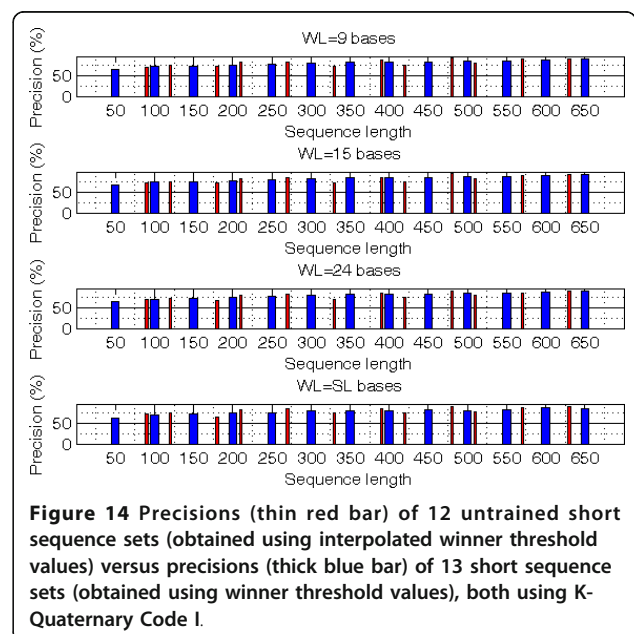 WL=9 bases
Precision (%)
50
0
50 100 150 200 250 300 350 400 450 500 550 600 650
Sequence length
WL=15 bases
Precision (%)
50
0
50 100 150 200 250 300 350 400 450 500 550 600 650
Sequence length
WL=24 bases
Precision (%)
50
0
50 100 150 200 250 300 350 400 450 500 550 600 650
Sequence length
WL=SL bases
Precision (%)
50
0
50 100 150 200 250 300 350 400 450 500 550 600 650
Sequence length
Figure 14 Precisions (thin red bar) of 12 untrained short
sequence sets (obtained using interpolated winner threshold
values) versus precisions (thick blue bar) of 13 short sequence
sets (obtained using winner threshold values), both using K-
Quaternary Code I.